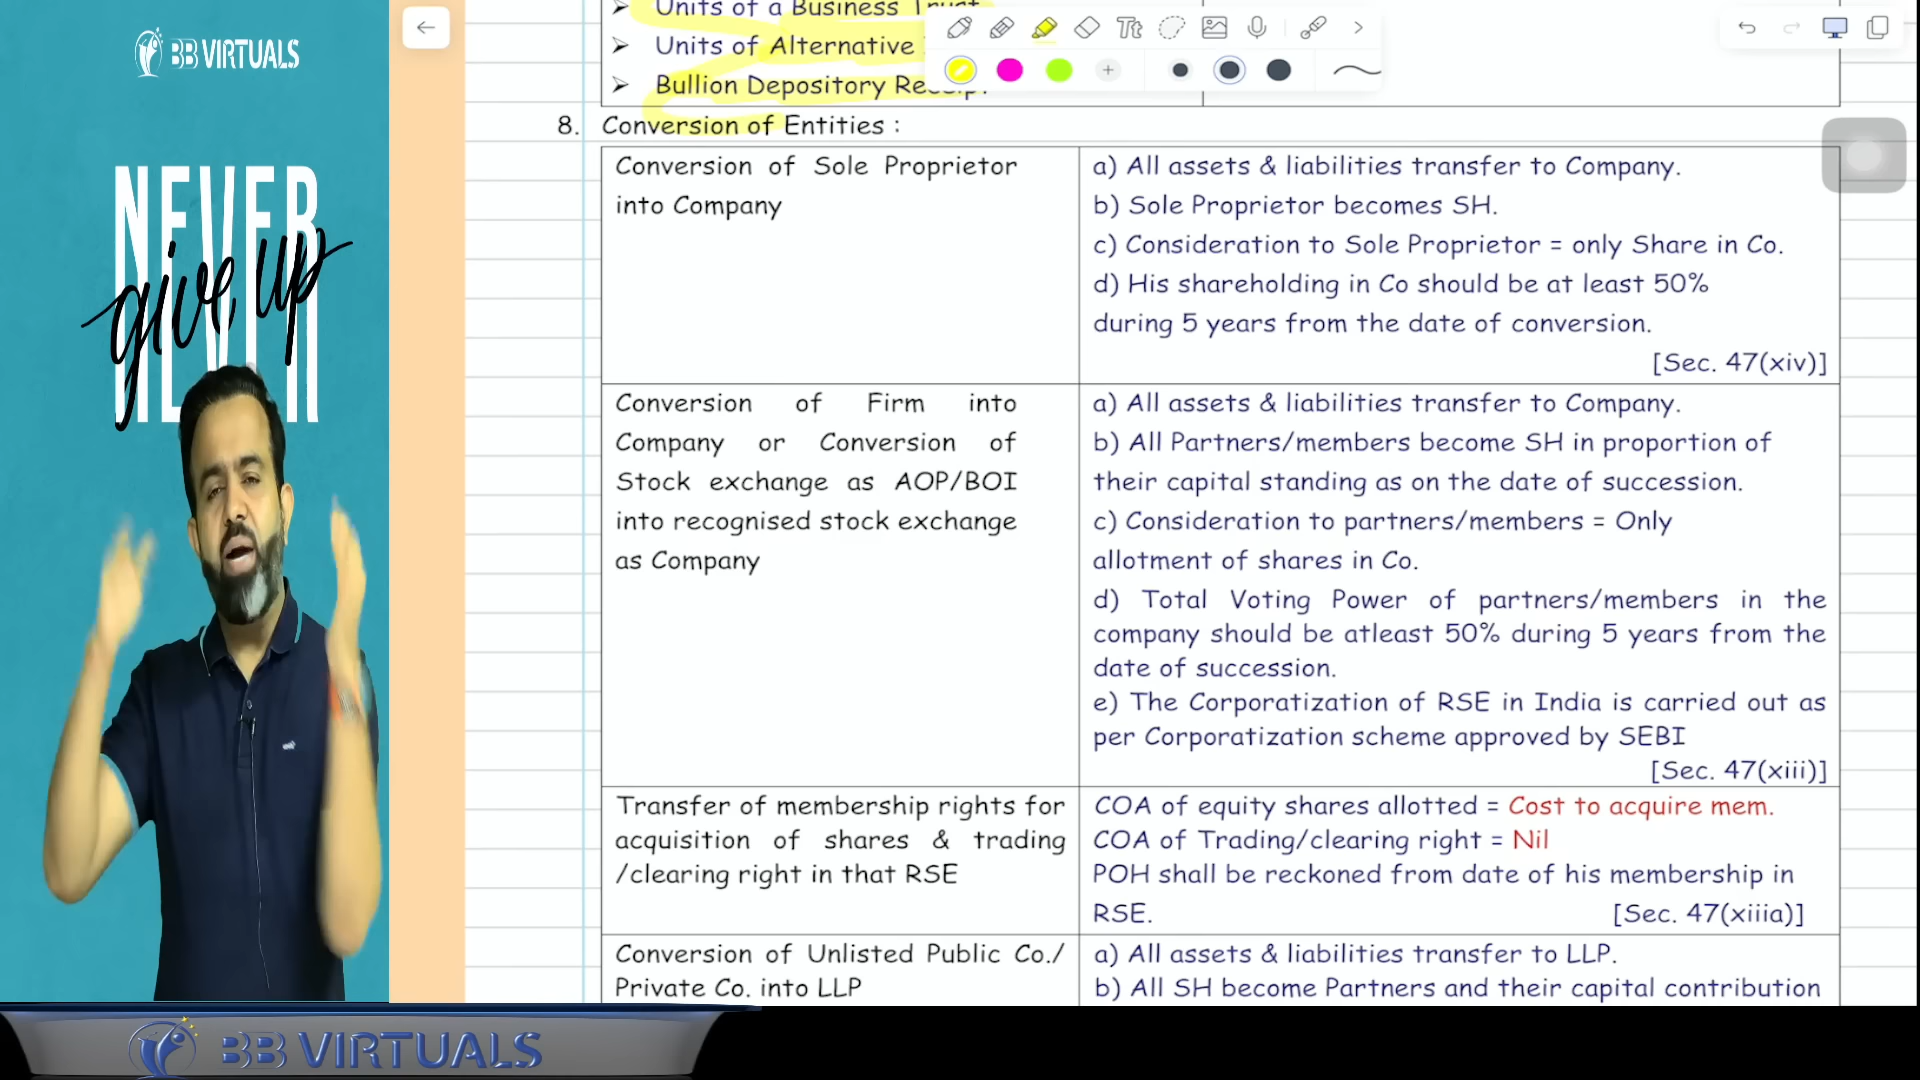 BB VIRTUALS
NEVER
give up
NEVER
Units of a Business Trust
Units of Alternative
Bullion Depository Receipt
8. Conversion of Entities :
Conversion of Sole Proprietor
into Company
a) All assets & liabilities transfer to Company.
b) Sole Proprietor becomes SH.
c) Consideration to Sole Proprietor = only Share in Co.
d) His shareholding in Co should be at least 50%
during 5 years from the date of conversion.
[Sec. 47(xiv)]
Conversion of Firm into
Company or Conversion of
Stock exchange as AOP/BOI
into recognised stock exchange
as Company
a) All assets & liabilities transfer to Company.
b) All Partners/members become SH in proportion of
their capital standing as on the date of succession.
c) Consideration to partners/members = Only
allotment of shares in Co.
d) Total Voting Power of partners/members in the
company should be atleast 50% during 5 years from the
date of succession.
e) The Corporatization of RSE in India is carried out as
per Corporatization scheme approved by SEBI
[Sec. 47(xiii)]
Transfer of membership rights for
acquisition of shares & trading
/clearing right in that RSE
COA of equity shares allotted = Cost to acquire mem.
COA of Trading/clearing right = Nil
POH shall be reckoned from date of his membership in
RSE. [Sec. 47(xiiia)]
Conversion of Unlisted Public Co./
Private Co. into LLP
a) All assets & liabilities transfer to LLP.
b) All SH become Partners and their capital contribution
BB VIRTUALS